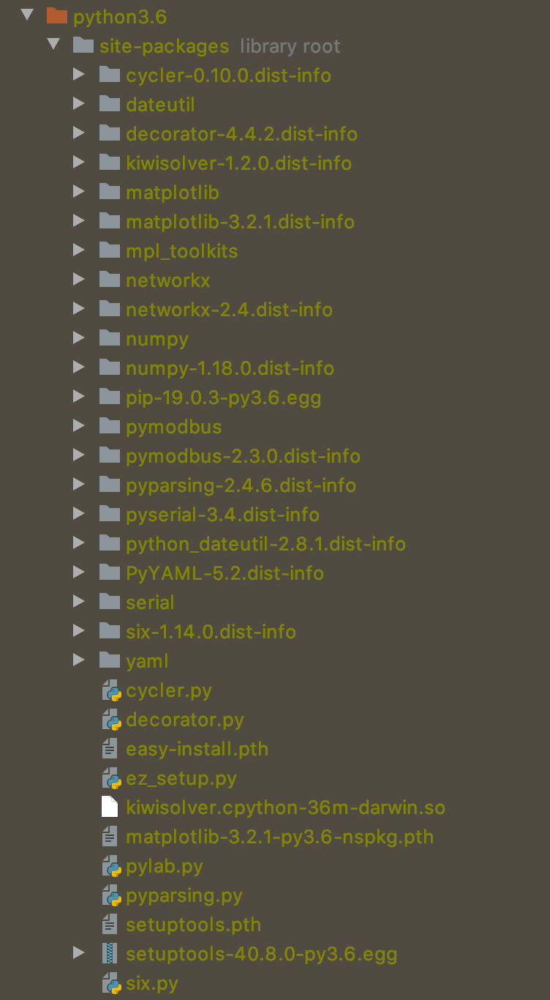 python3.6
site-packages library root
cycler-0.10.0.dist-info
dateutil
decorator-4.4.2.dist-info
kiwisolver-1.2.0.dist-info
matplotlib
matplotlib-3.2.1.dist-info
mpl_toolkits
networkx
networkx-2.4.dist-info
numpy
numpy-1.18.0.dist-info
pip-19.0.3-py3.6.egg
pymodbus
pymodbus-2.3.0.dist-info
pyparsing-2.4.6.dist-info
pyserial-3.4.dist-info
python_dateutil-2.8.1.dist-info
PyYAML-5.2.dist-info
serial
six-1.14.0.dist-info
yaml
cycler.py
decorator.py
easy-install.pth
ez_setup.py
kiwisolver.cpython-36m-darwin.so
matplotlib-3.2.1-py3.6-nspkg.pth
pylab.py
pyparsing.py
setuptools.pth
setuptools-40.8.0-py3.6.egg
six.py